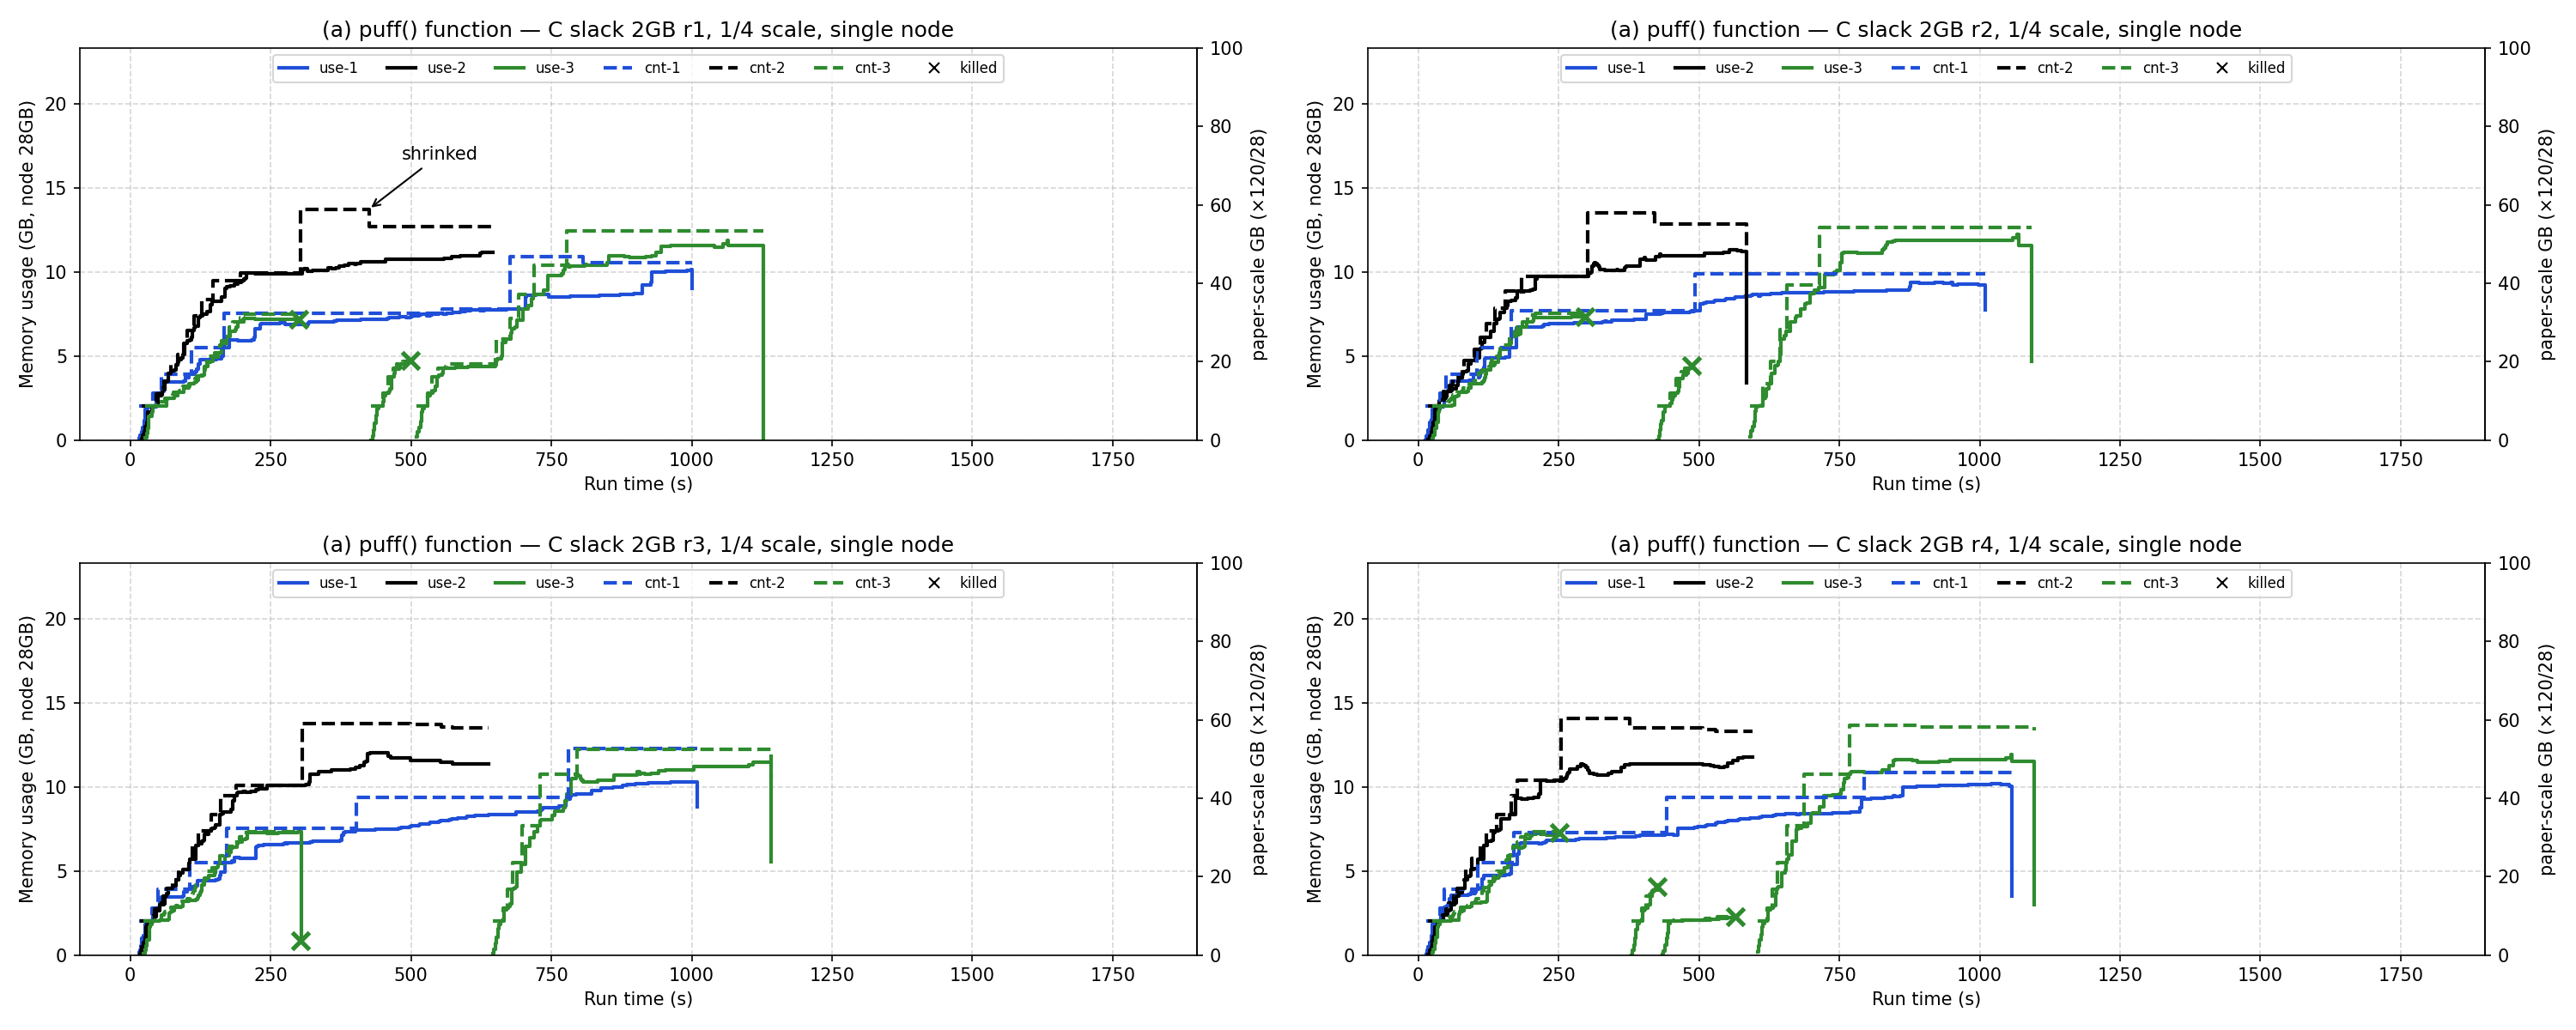 (a) puff() function — C slack 2GB r1, 1/4 scale, single node
use-1 use-2 use-3 cnt-1 cnt-2 cnt-3 killed
shrinked
Memory usage (GB, node 28GB)
0 5 10 15 20
paper-scale GB (×120/28)
0 20 40 60 80 100
0 250 500 750 1000 1250 1500 1750
Run time (s)
(a) puff() function — C slack 2GB r2, 1/4 scale, single node
use-1 use-2 use-3 cnt-1 cnt-2 cnt-3 killed
Memory usage (GB, node 28GB)
0 5 10 15 20
paper-scale GB (×120/28)
0 20 40 60 80 100
0 250 500 750 1000 1250 1500 1750
Run time (s)
(a) puff() function — C slack 2GB r3, 1/4 scale, single node
use-1 use-2 use-3 cnt-1 cnt-2 cnt-3 killed
Memory usage (GB, node 28GB)
0 5 10 15 20
paper-scale GB (×120/28)
0 20 40 60 80 100
0 250 500 750 1000 1250 1500 1750
Run time (s)
(a) puff() function — C slack 2GB r4, 1/4 scale, single node
use-1 use-2 use-3 cnt-1 cnt-2 cnt-3 killed
Memory usage (GB, node 28GB)
0 5 10 15 20
paper-scale GB (×120/28)
0 20 40 60 80 100
0 250 500 750 1000 1250 1500 1750
Run time (s)